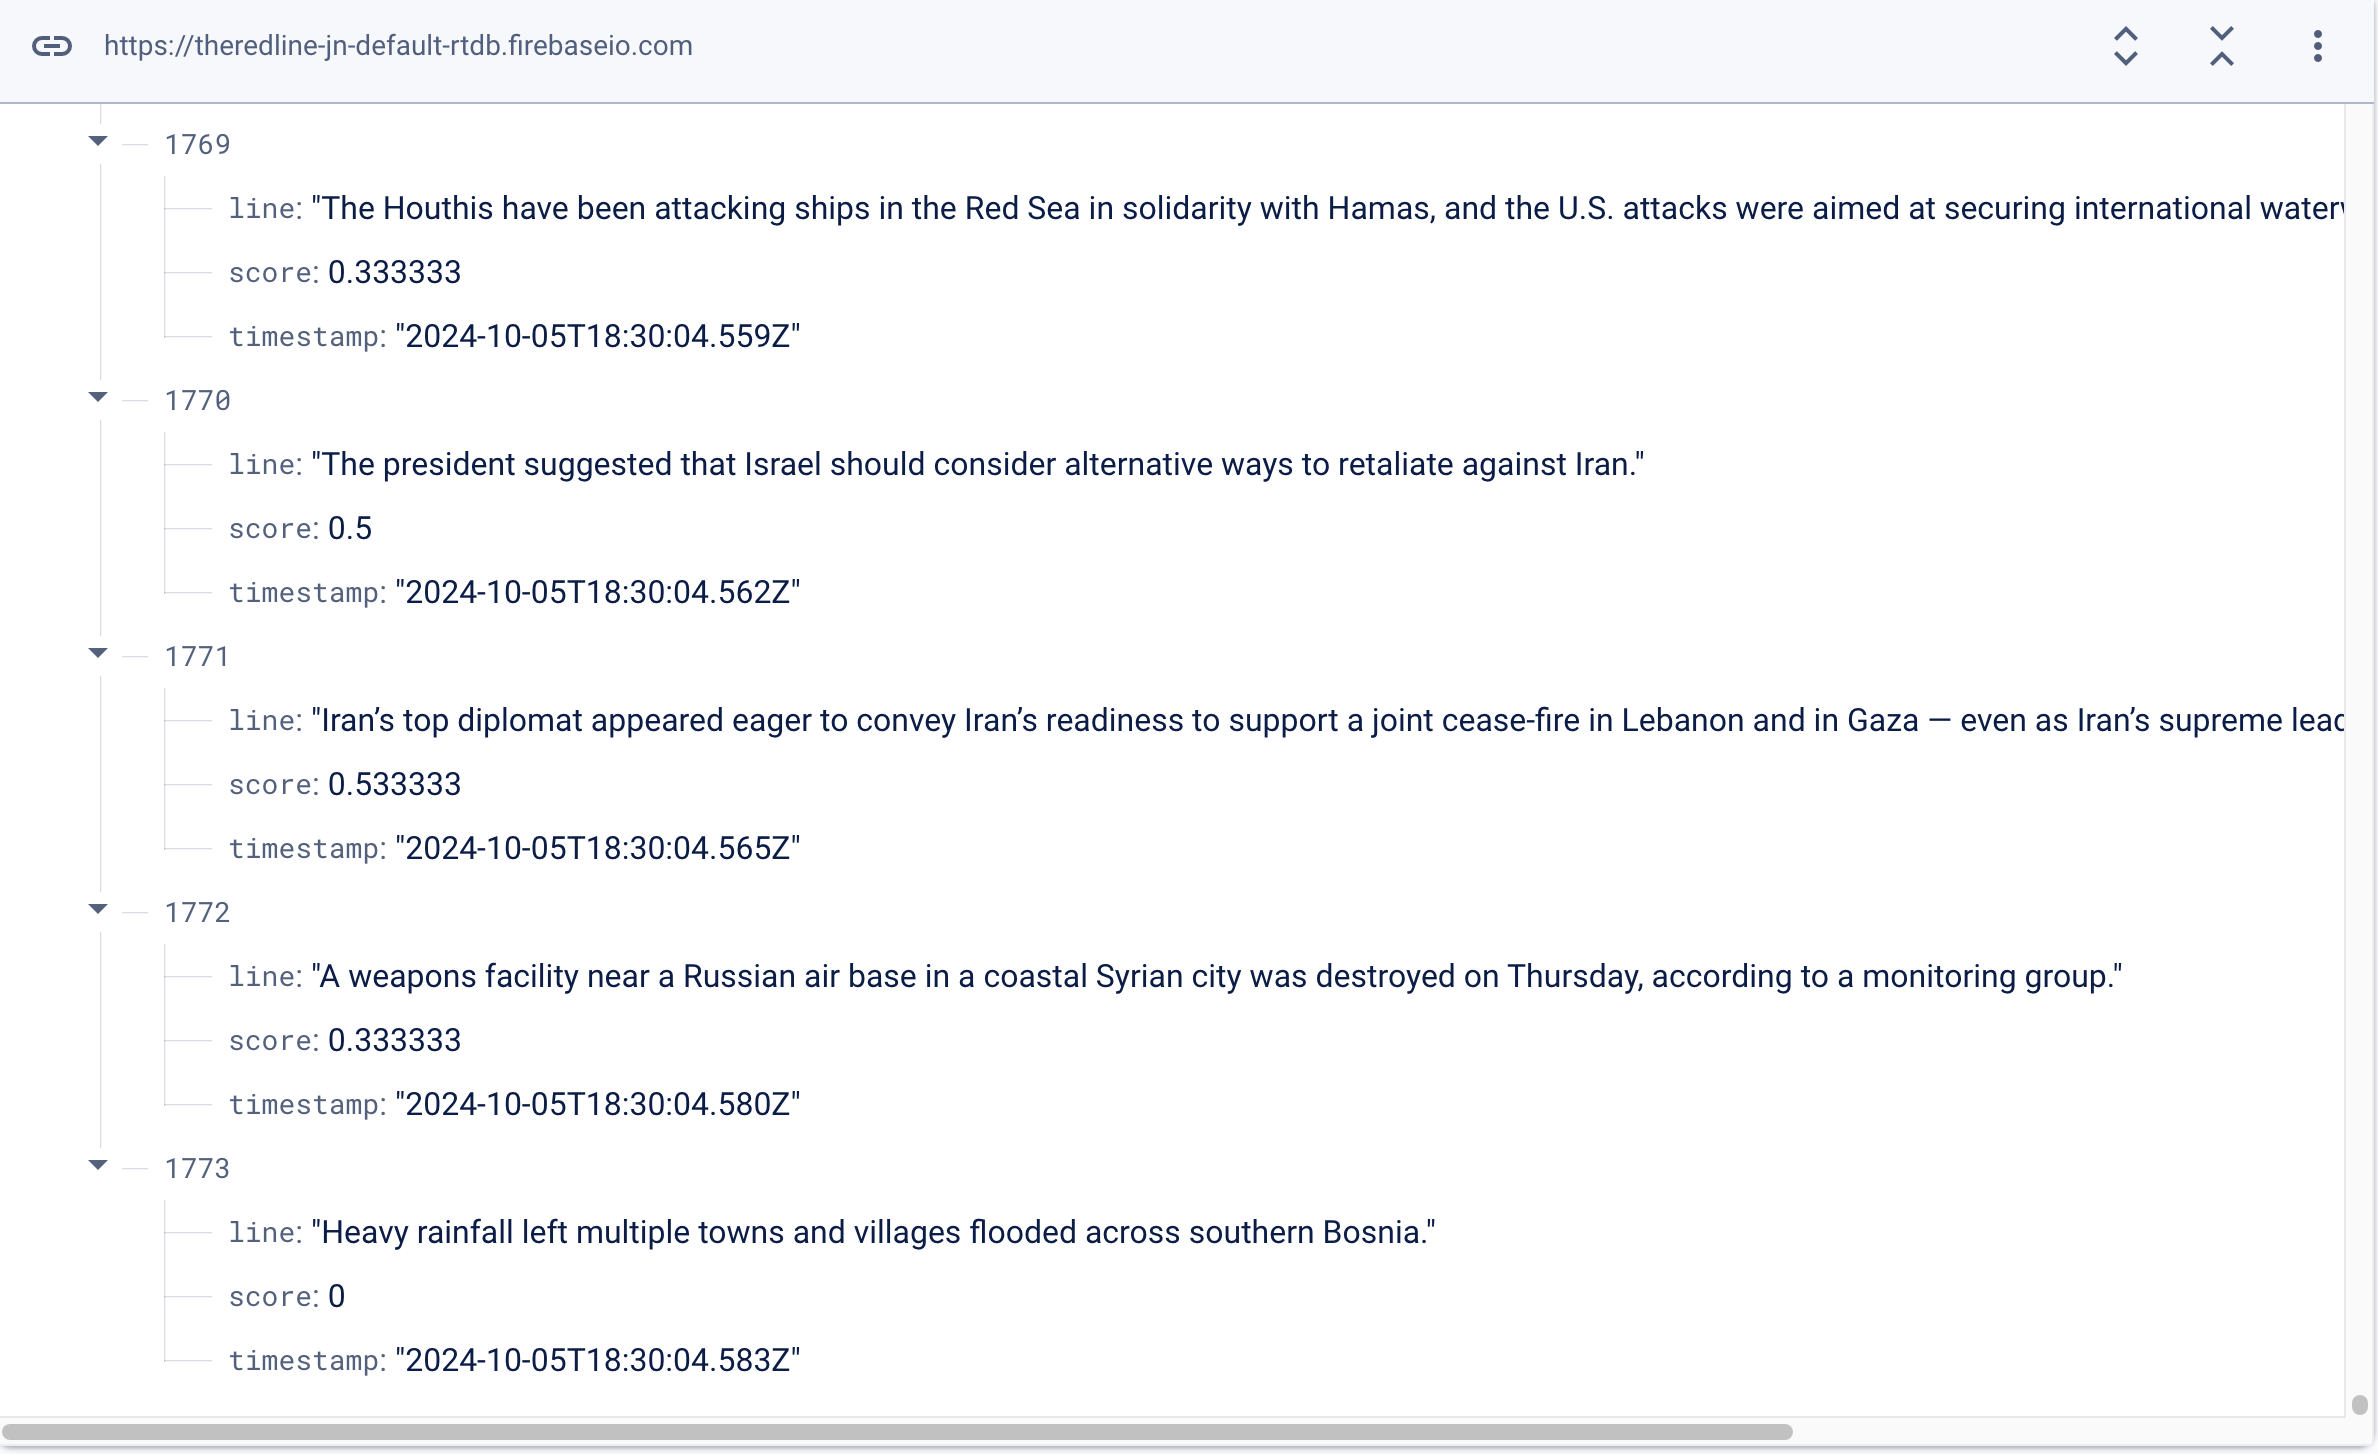 https://theredline-jn-default-rtdb.firebaseio.com
1769
line: "The Houthis have been attacking ships in the Red Sea in solidarity with Hamas, and the U.S. attacks were aimed at securing international
score: 0.333333
timestamp: "2024-10-05T18:30:04.559Z"
1770
line: "The president suggested that Israel should consider alternative ways to retaliate against Iran."
score: 0.5
timestamp: "2024-10-05T18:30:04.562Z"
1771
line: "Iran’s top diplomat appeared eager to convey Iran’s readiness to support a joint cease-fire in Lebanon and in Gaza — even as Iran’s supreme
score: 0.533333
timestamp: "2024-10-05T18:30:04.565Z"
1772
line: "A weapons facility near a Russian air base in a coastal Syrian city was destroyed on Thursday, according to a monitoring group."
score: 0.333333
timestamp: "2024-10-05T18:30:04.580Z"
1773
line: "Heavy rainfall left multiple towns and villages flooded across southern Bosnia."
score: 0
timestamp: "2024-10-05T18:30:04.583Z"